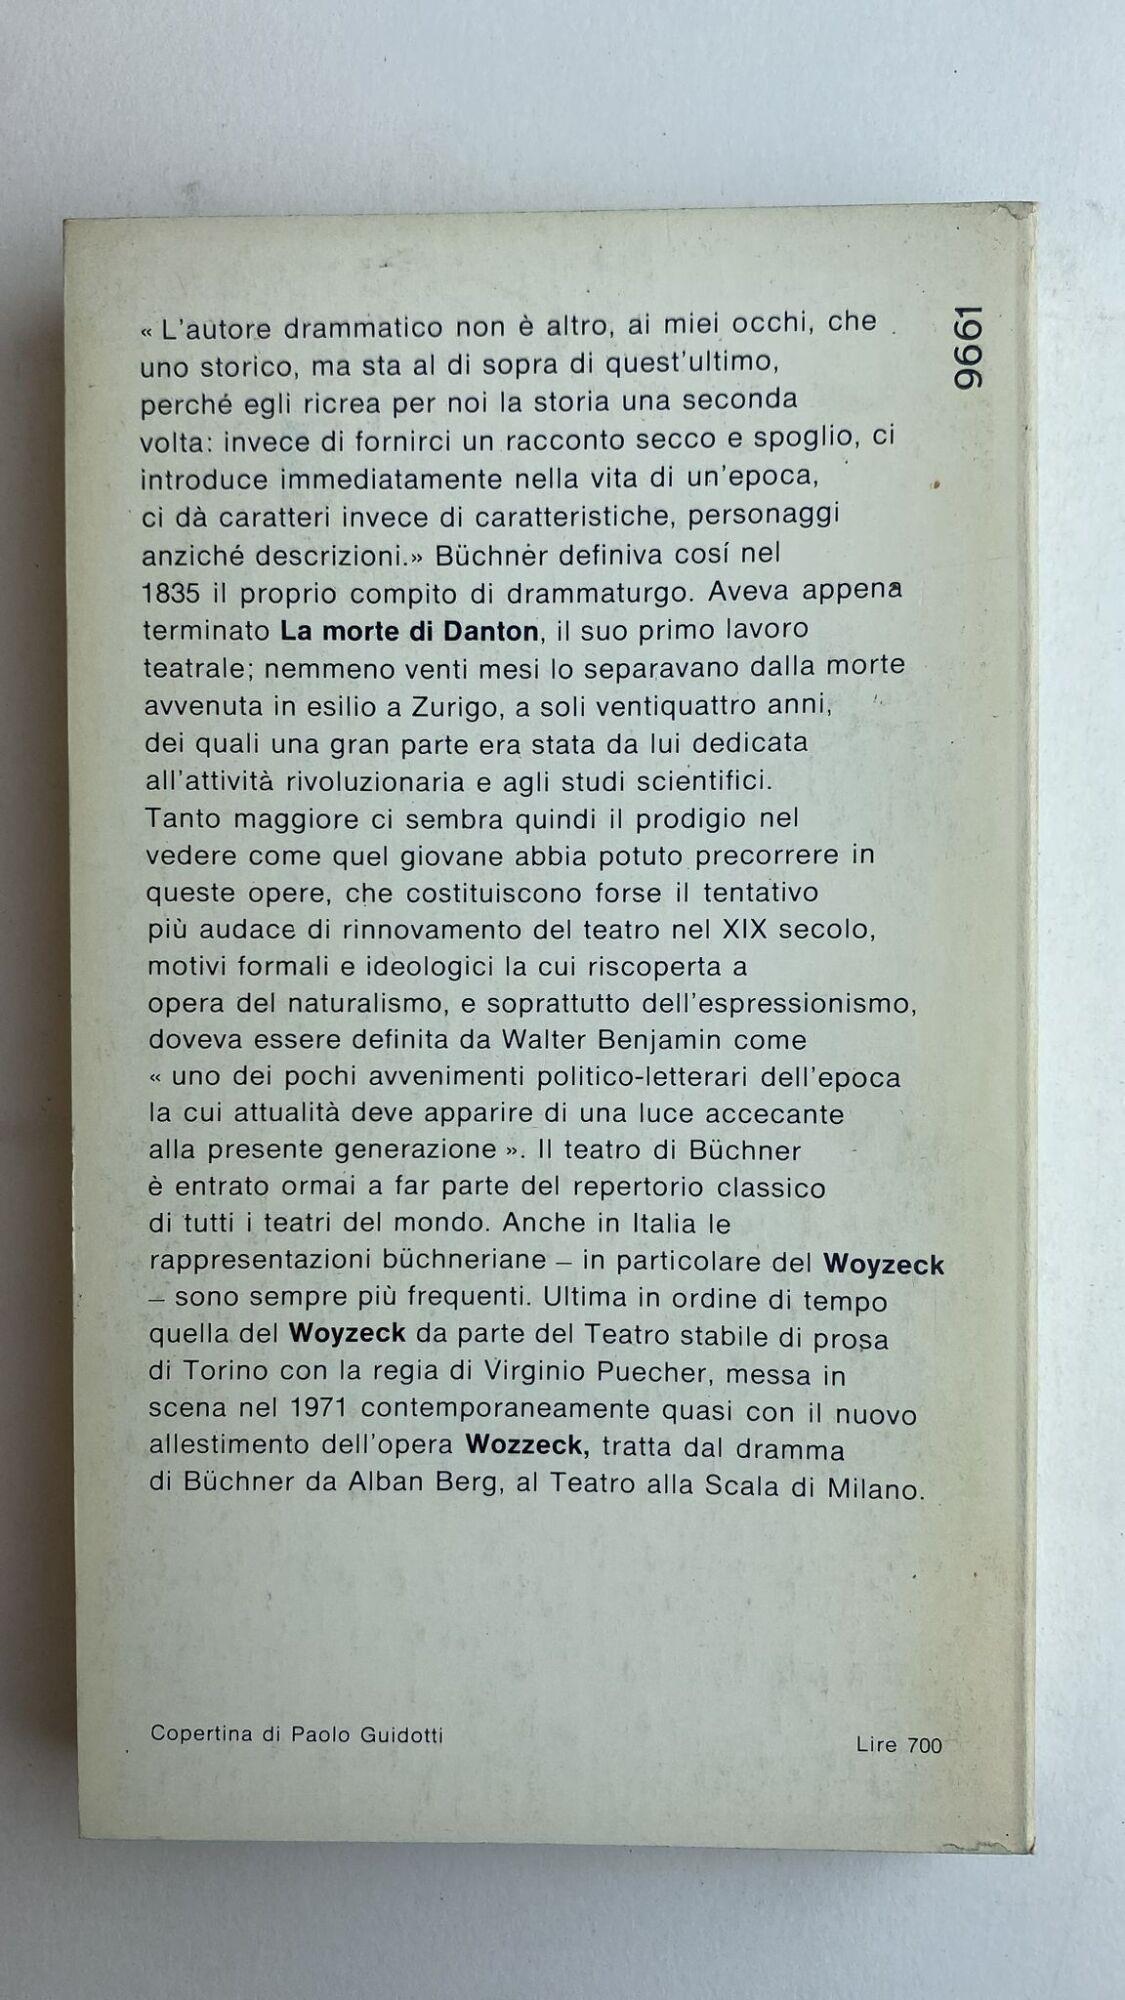 « L'autore drammatico non è altro, ai miei occhi, che
uno storico, ma sta al di sopra di quest'ultimo,
perché egli ricrea per noi la storia una seconda
volta: invece di fornirci un racconto secco e spoglio, ci
introduce immediatamente nella vita di un'epoca,
ci dà caratteri invece di caratteristiche, personaggi
anziché descrizioni.» Büchner definiva cosí nel
1835 il proprio compito di drammaturgo. Aveva appena
terminato La morte di Danton, il suo primo lavoro
teatrale; nemmeno venti mesi lo separavano dalla morte
avvenuta in esilio a Zurigo, a soli ventiquattro anni,
dei quali una gran parte era stata da lui dedicata
all'attività rivoluzionaria e agli studi scientifici.
Tanto maggiore ci sembra quindi il prodigio nel
vedere come quel giovane abbia potuto precorrere in
queste opere, che costituiscono forse il tentativo
più audace di rinnovamento del teatro nel XIX secolo,
motivi formali e ideologici la cui riscoperta a
opera del naturalismo, e soprattutto dell'espressionismo,
doveva essere definita da Walter Benjamin come
« uno dei pochi avvenimenti politico-letterari dell'epoca
la cui attualità deve apparire di una luce accecante
alla presente generazione ». Il teatro di Büchner
è entrato ormai a far parte del repertorio classico
di tutti i teatri del mondo. Anche in Italia le
rappresentazioni büchneriane – in particolare del Woyzeck
– sono sempre più frequenti. Ultima in ordine di tempo
quella del Woyzeck da parte del Teatro stabile di prosa
di Torino con la regia di Virginio Puecher, messa in
scena nel 1971 contemporaneamente quasi con il nuovo
allestimento dell'opera Wozzeck, tratta dal dramma
di Büchner da Alban Berg, al Teatro alla Scala di Milano.
Copertina di Paolo Guidotti
Lire 700
9661